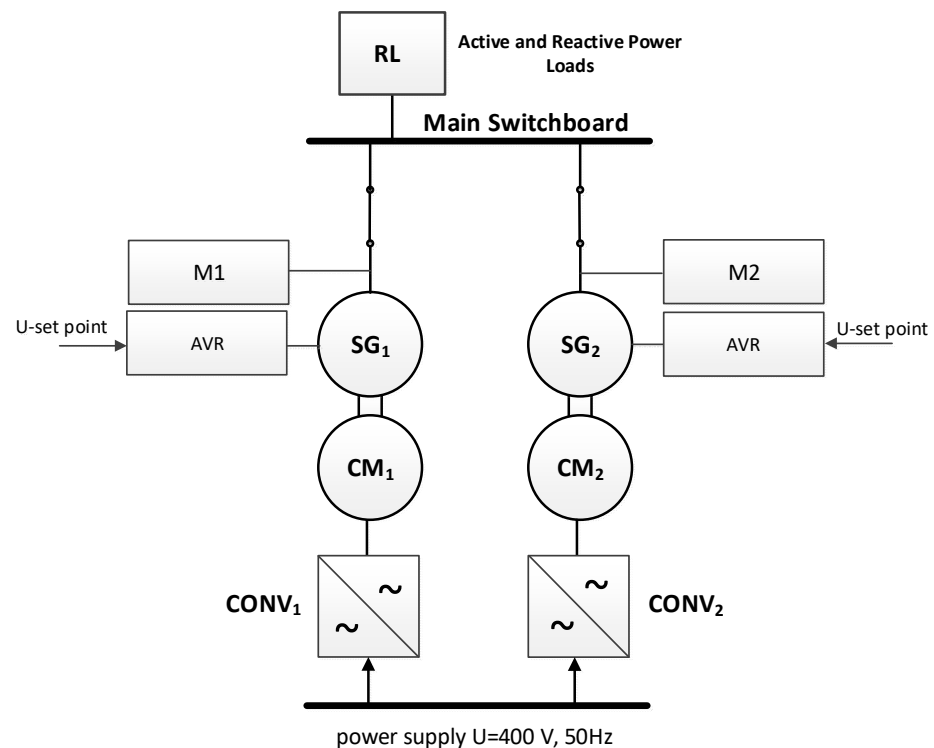 RL
Active and Reactive Power
Loads
Main Switchboard
M1
M2
U-set point
AVR
SG₁
SG₂
AVR
U-set point
CM₁
CM₂
CONV₁
~
~
~
~
CONV₂
power supply U=400 V, 50Hz